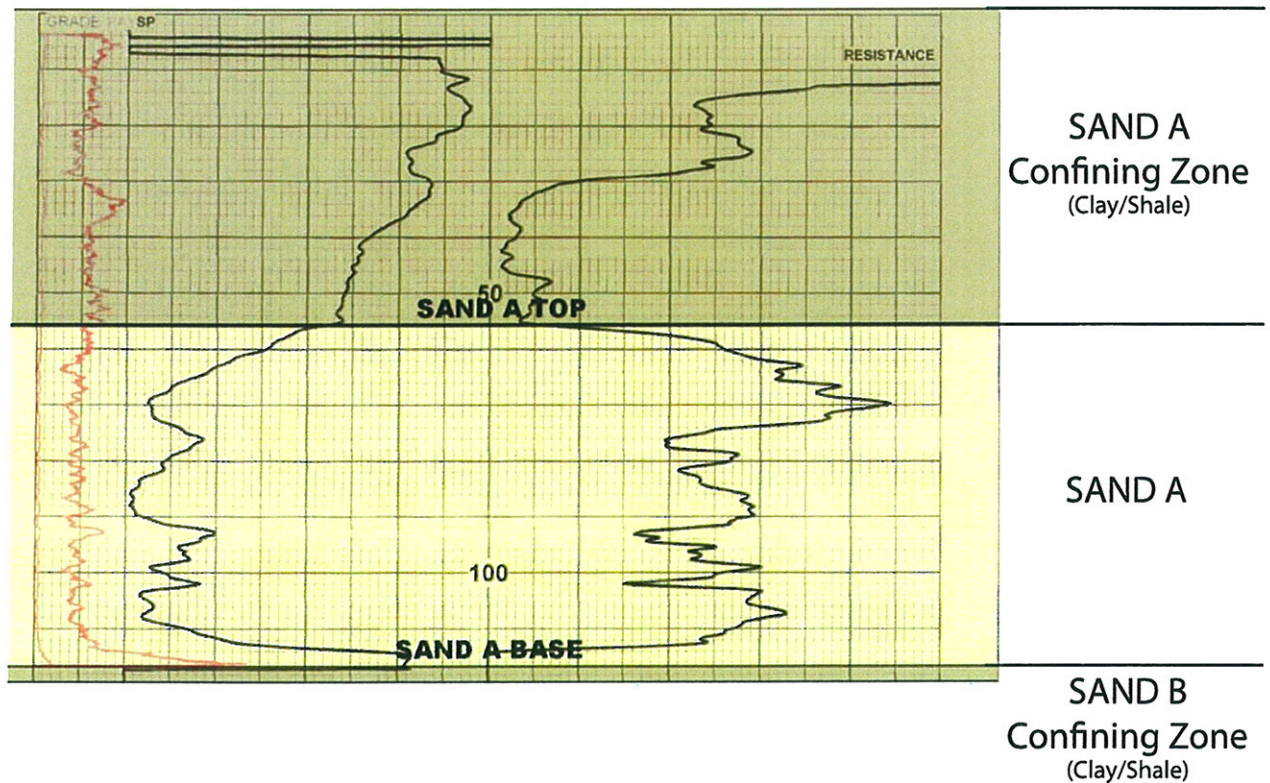 GRADE
SP
RESISTANCE
SAND A
Confining Zone
(Clay/Shale)
50
SAND A TOP
SAND A
100
SAND A BASE
SAND B
Confining Zone
(Clay/Shale)